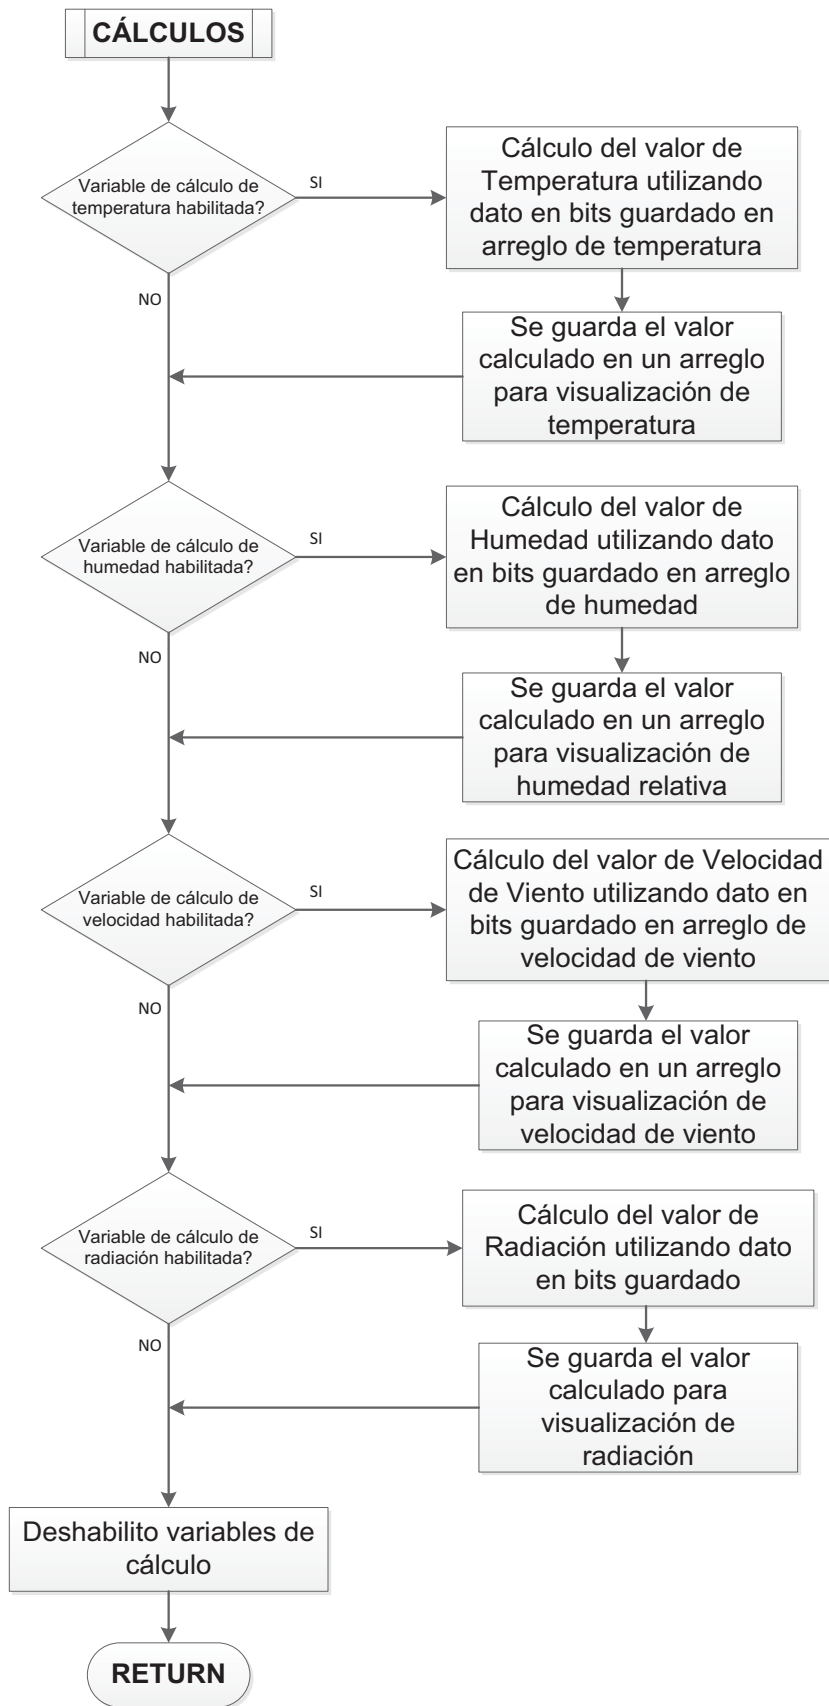 CÁLCULOS
Variable de cálculo de
temperatura habilitada?
SI
Cálculo del valor de
Temperatura utilizando
dato en bits guardado en
arreglo de temperatura
NO
Se guarda el valor
calculado en un arreglo
para visualización de
temperatura
Variable de cálculo de
humedad habilitada?
SI
Cálculo del valor de
Humedad utilizando dato
en bits guardado en arreglo
de humedad
NO
Se guarda el valor
calculado en un arreglo
para visualización de
humedad relativa
Variable de cálculo de
velocidad habilitada?
SI
Cálculo del valor de Velocidad
de Viento utilizando dato en
bits guardado en arreglo de
velocidad de viento
NO
Se guarda el valor
calculado en un arreglo
para visualización de
velocidad de viento
Variable de cálculo de
radiación habilitada?
SI
Cálculo del valor de
Radiación utilizando dato
en bits guardado
NO
Se guarda el valor
calculado para
visualización de
radiación
Deshabilito variables de
cálculo
RETURN